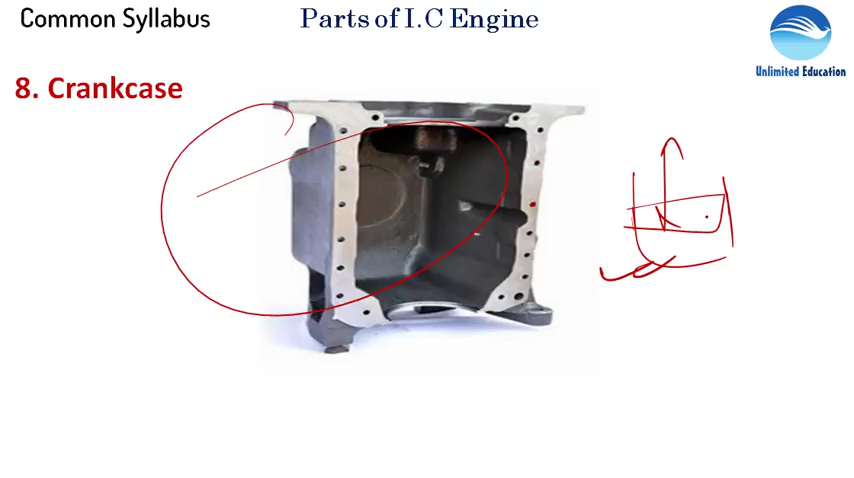 Common Syllabus
Parts of I.C Engine
Unlimited Education
8. Crankcase